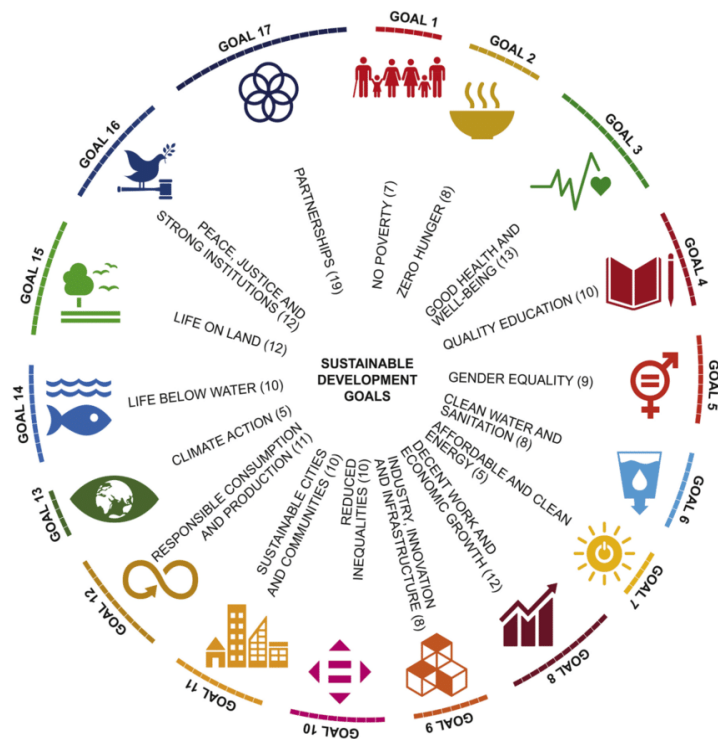 GOAL 1
GOAL 2
GOAL 3
GOAL 4
GOAL 5
GOAL 6
GOAL 7
GOAL 8
GOAL 9
GOAL 10
GOAL 11
GOAL 12
GOAL 13
GOAL 14
GOAL 15
GOAL 16
GOAL 17
NO POVERTY (7)
ZERO HUNGER (8)
GOOD HEALTH AND
WELL-BEING (13)
QUALITY EDUCATION (10)
GENDER EQUALITY (9)
CLEAN WATER AND
SANITATION (8)
AFFORDABLE AND CLEAN
ENERGY (5)
DECENT WORK AND
ECONOMIC GROWTH (12)
INDUSTRY, INNOVATION
AND INFRASTRUCTURE (8)
REDUCED
INEQUALITIES (10)
SUSTAINABLE CITIES
AND COMMUNITIES (10)
RESPONSIBLE CONSUMPTION
AND PRODUCTION (11)
CLIMATE ACTION (5)
LIFE BELOW WATER (10)
LIFE ON LAND (12)
PEACE, JUSTICE AND
STRONG INSTITUTIONS (12)
PARTNERSHIPS (19)
SUSTAINABLE
DEVELOPMENT
GOALS